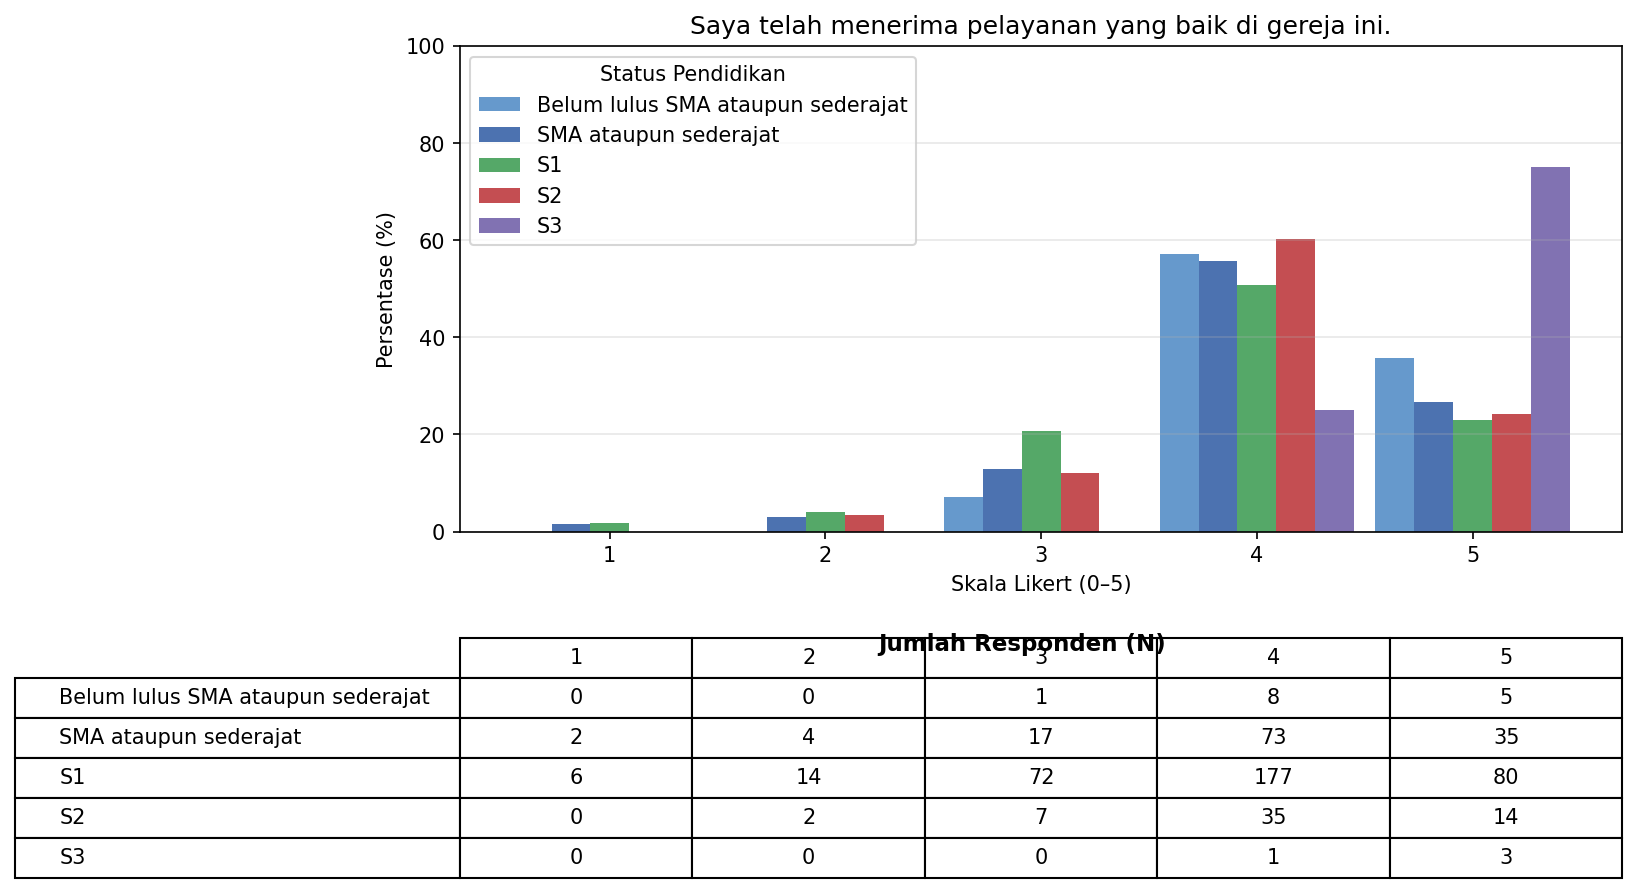 Saya telah menerima pelayanan yang baik di gereja ini.
100
80
60
40
20
0
Persentase (%)
Status Pendidikan
Belum lulus SMA ataupun sederajat
SMA ataupun sederajat
S1
S2
S3
1 2 3 4 5
Skala Likert (0–5)
Jumlah Responden (N)
1 2 3 4 5
Belum lulus SMA ataupun sederajat 0 0 1 8 5
SMA ataupun sederajat 2 4 17 73 35
S1 6 14 72 177 80
S2 0 2 7 35 14
S3 0 0 0 1 3